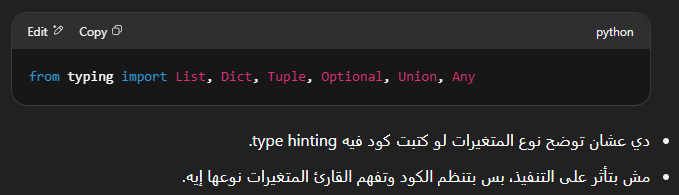 Edit Copy python
from typing import List, Dict, Tuple, Optional, Union, Any
دي عشان توضح نوع المتغيرات لو كتبت كود فيه type hinting.
مش بتأثر على التنفيذ، بس بتنظم الكود وتفهم القارئ المتغيرات نوعها إيه.